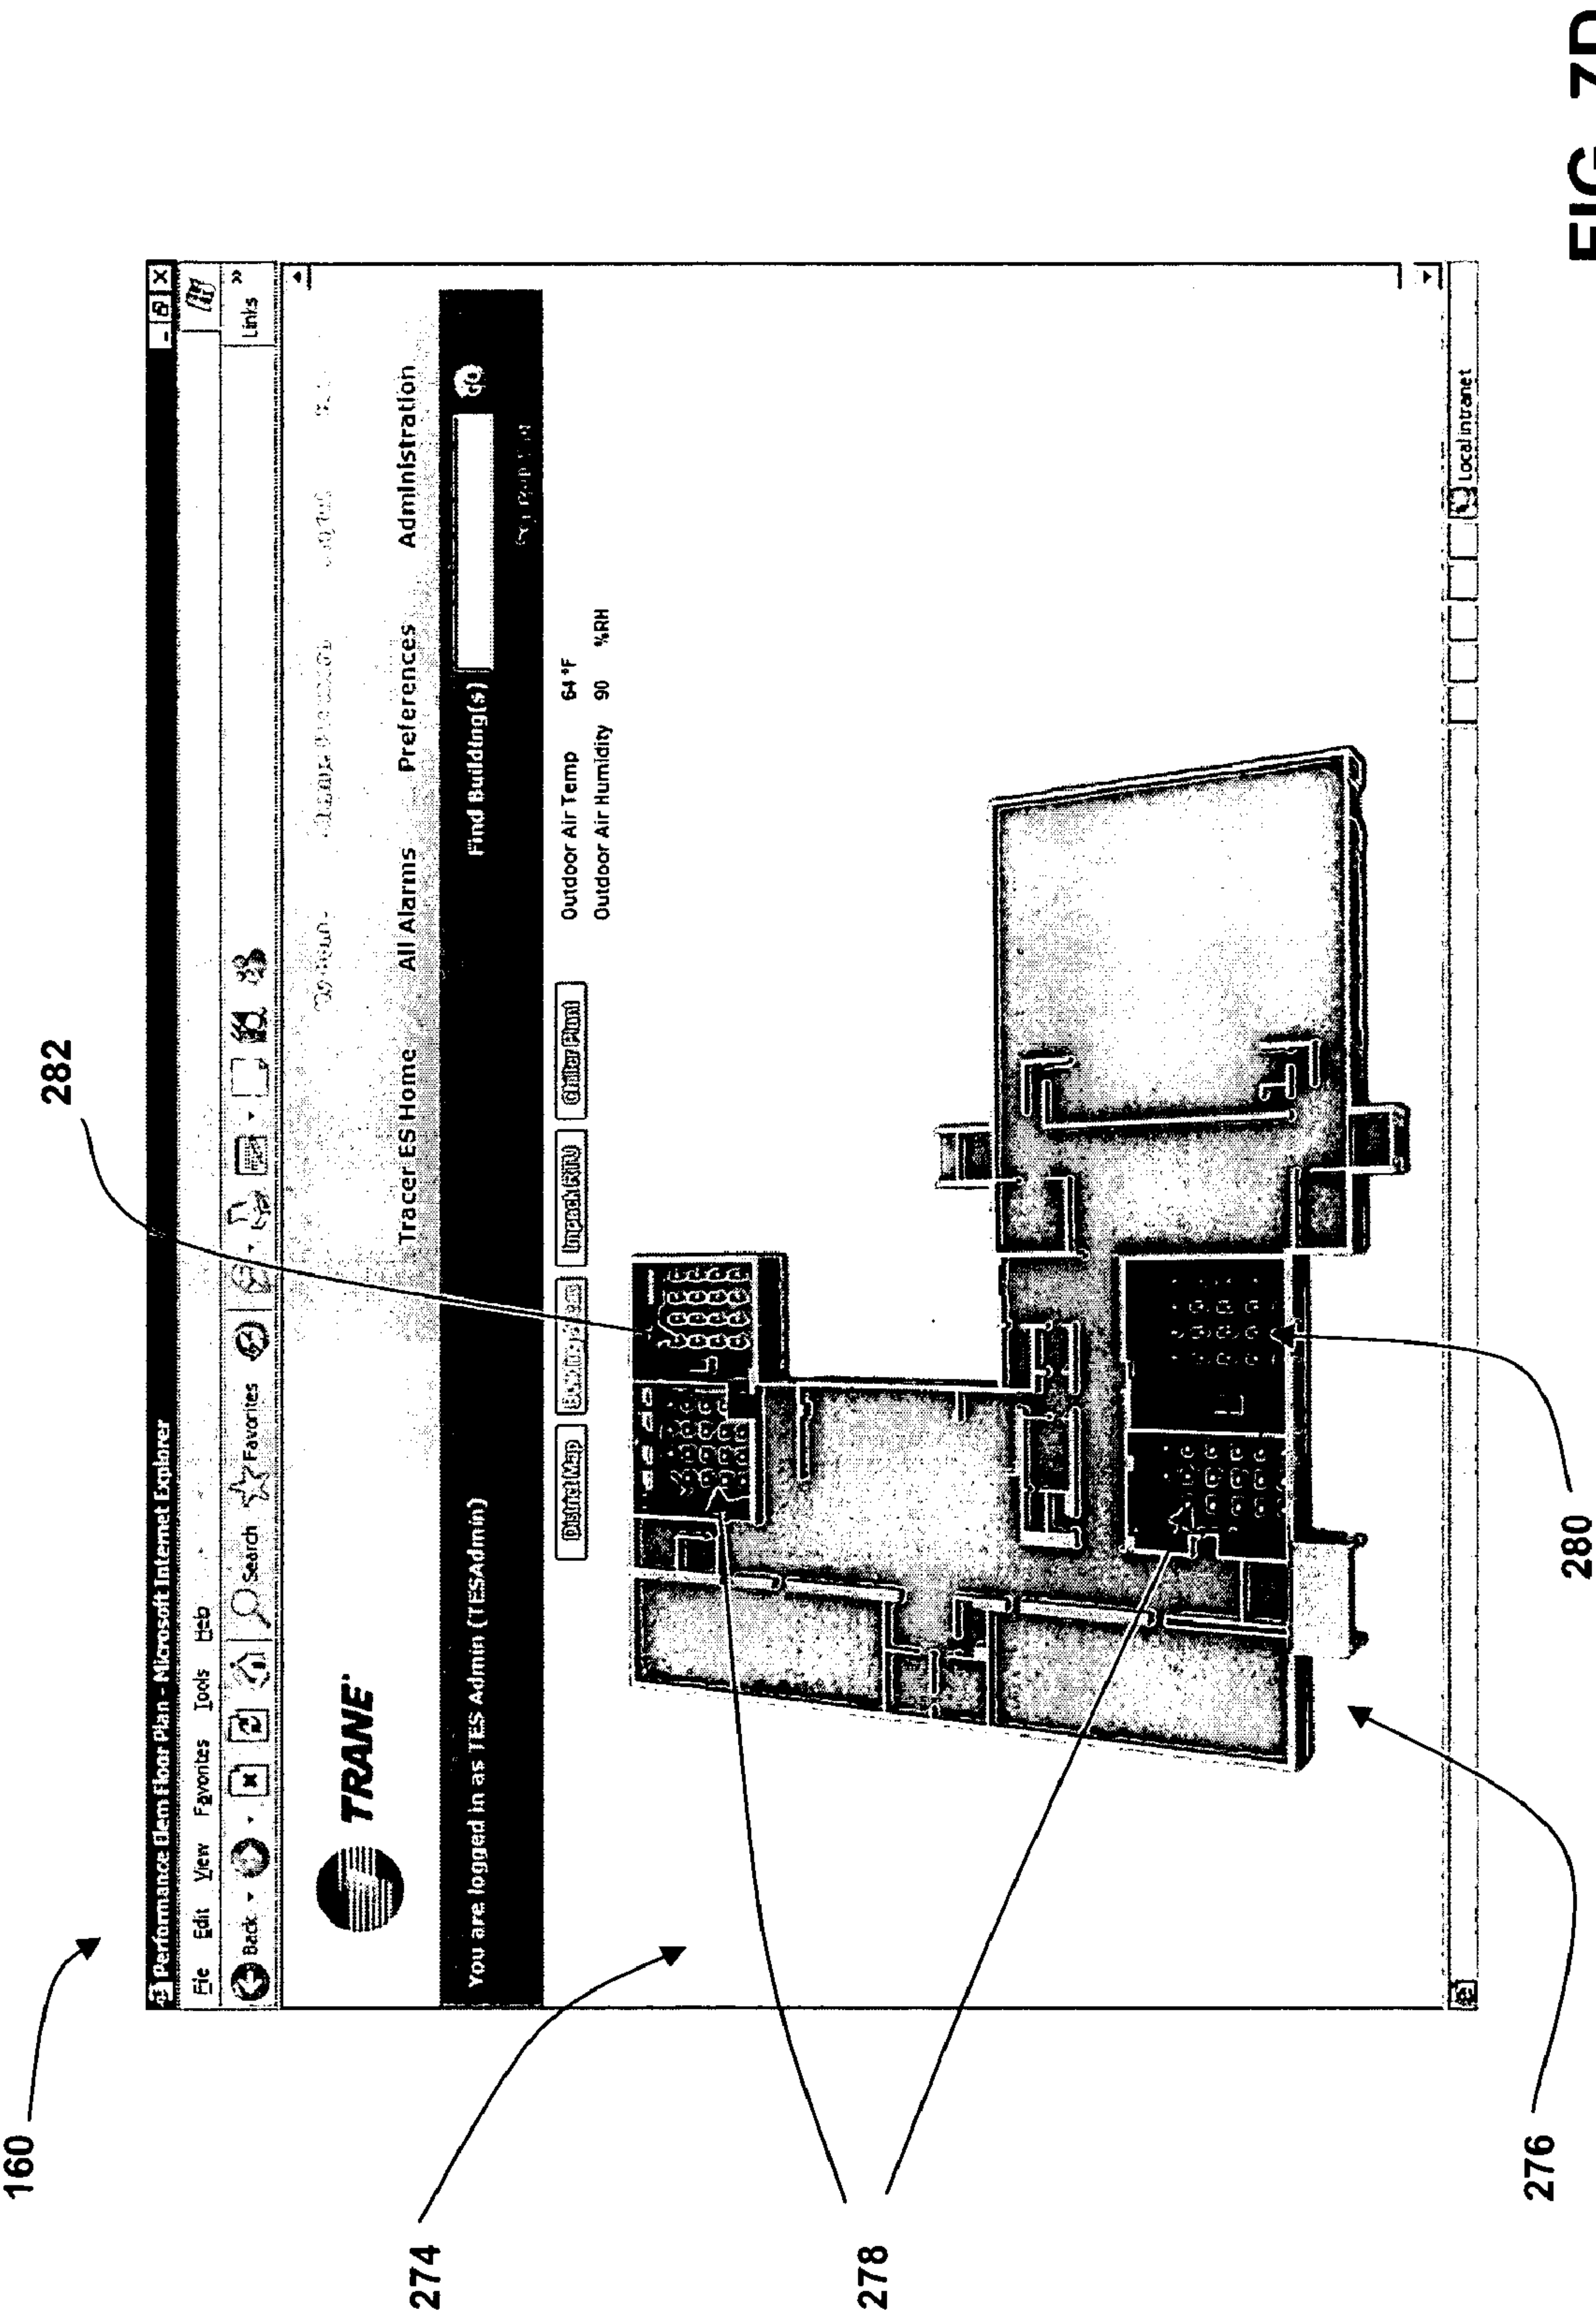 160
282
Performance Elem Floor Plan - Microsoft Internet Explorer
File Edit View Favorites Tools Help
Back Search Favorites
Links »
TRANE
Tracer ES Home All Alarms Preferences Administration
You are logged in as TES Admin (TESAdmin) Find Building(s) GO
District Map Impack RTU Chiller Plant
Outdoor Air Temp 64 °F
Outdoor Air Humidity 90 %RH
274
278
Local intranet
276
280
FIG. 7D